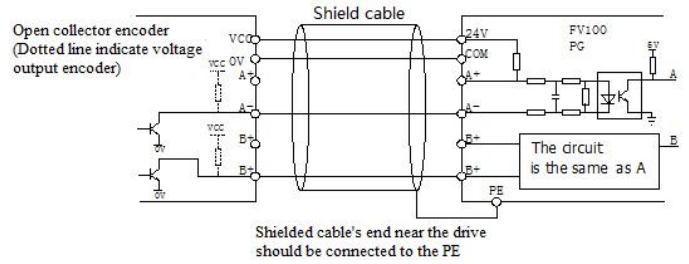 Shield cable
Open collector encoder
(Dotted line indicate voltage
output encoder)
VCC
0V
A+
A-
B+
B+
VCC
VCC
0V
0V
24V
COM
A+
A-
B+
B+
PE
FV100
PG
5V
A
B
The circuit
is the same as A
Shielded cable's end near the drive
should be connected to the PE